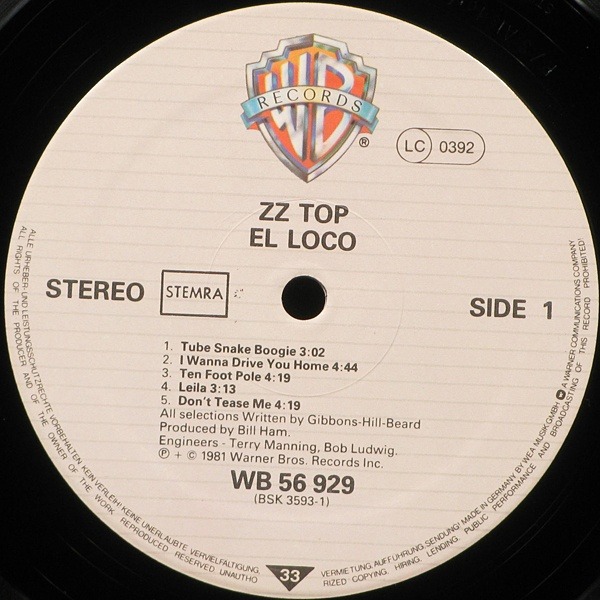 WB
RECORDS
®
LC 0392
ZZ TOP
EL LOCO
STEREO
STEMRA
SIDE 1
1. Tube Snake Boogie 3:02
2. I Wanna Drive You Home 4:44
3. Ten Foot Pole 4:19
4. Leila 3:13
5. Don't Tease Me 4:19
All selections Written by Gibbons-Hill-Beard
Produced by Bill Ham.
Engineers - Terry Manning, Bob Ludwig.
Ⓟ + © 1981 Warner Bros. Records Inc.
WB 56 929
(BSK 3593-1)
33
ALLE URHEBER- UND LEISTUNGSSCHUTZRECHTE VORBEHALTEN. KEIN VERLEIH! KEINE UNERLAUBTE VERVIELFÄLTIGUNG,
VERMIETUNG, AUFFÜHRUNG, SENDUNG! MADE IN GERMANY BY WEA MUSIK GMBH A WARNER COMMUNICATIONS COMPANY
ALL RIGHTS OF THE PRODUCER AND OF THE OWNER OF THE WORK REPRODUCED RESERVED. UNAUTHO
RIZED COPYING, HIRING, LENDING, PUBLIC PERFORMANCE AND BROADCASTING OF THIS RECORD PROHIBITED!